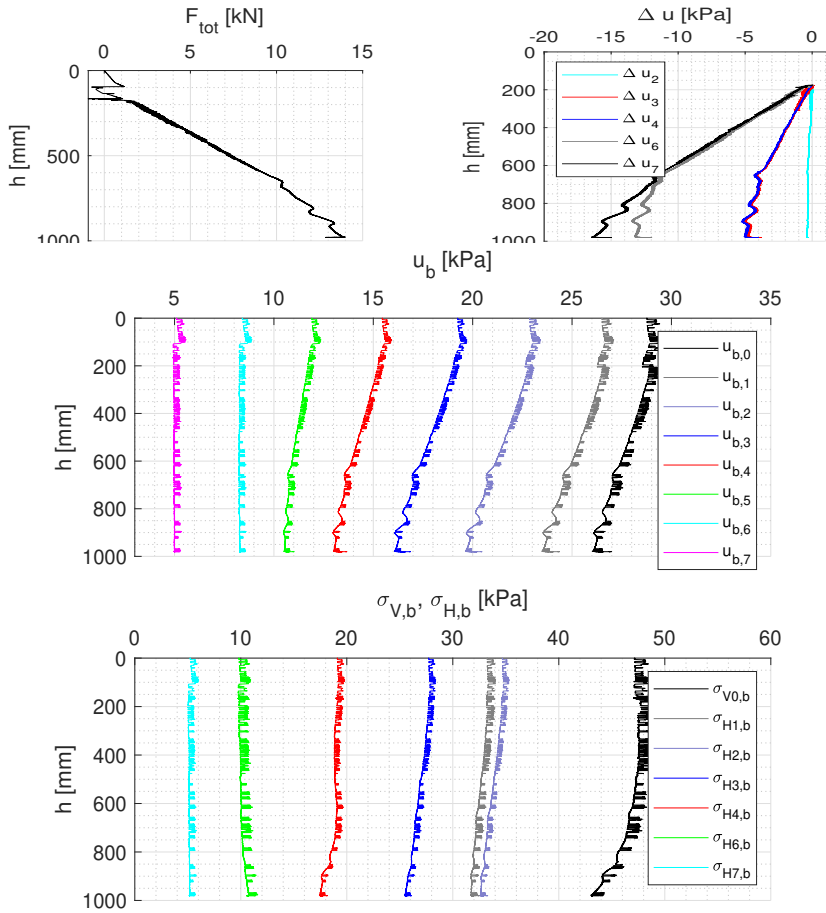 F_tot [kN]
0 5 10 15
0
500
1000
h [mm]
Δ u [kPa]
-20 -15 -10 -5 0
0
200
400
600
800
1000
h [mm]
Δ u_2
Δ u_3
Δ u_4
Δ u_6
Δ u_7
u_b [kPa]
5 10 15 20 25 30 35
0
200
400
600
800
1000
h [mm]
u_b,0
u_b,1
u_b,2
u_b,3
u_b,4
u_b,5
u_b,6
u_b,7
σ_V,b, σ_H,b [kPa]
0 10 20 30 40 50 60
0
200
400
600
800
1000
h [mm]
σ_V0,b
σ_H1,b
σ_H2,b
σ_H3,b
σ_H4,b
σ_H6,b
σ_H7,b